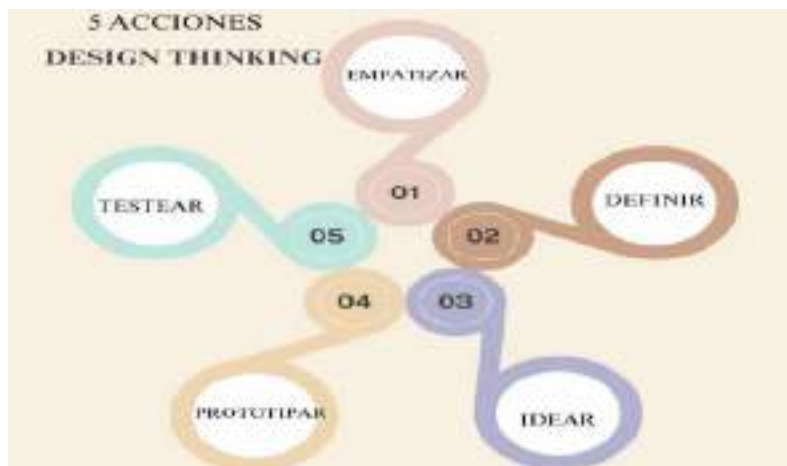 5 ACCIONES
DESIGN THINKING
EMPATIZAR
01
DEFINIR
02
IDEAR
03
PROTOTIPAR
04
TESTEAR
05